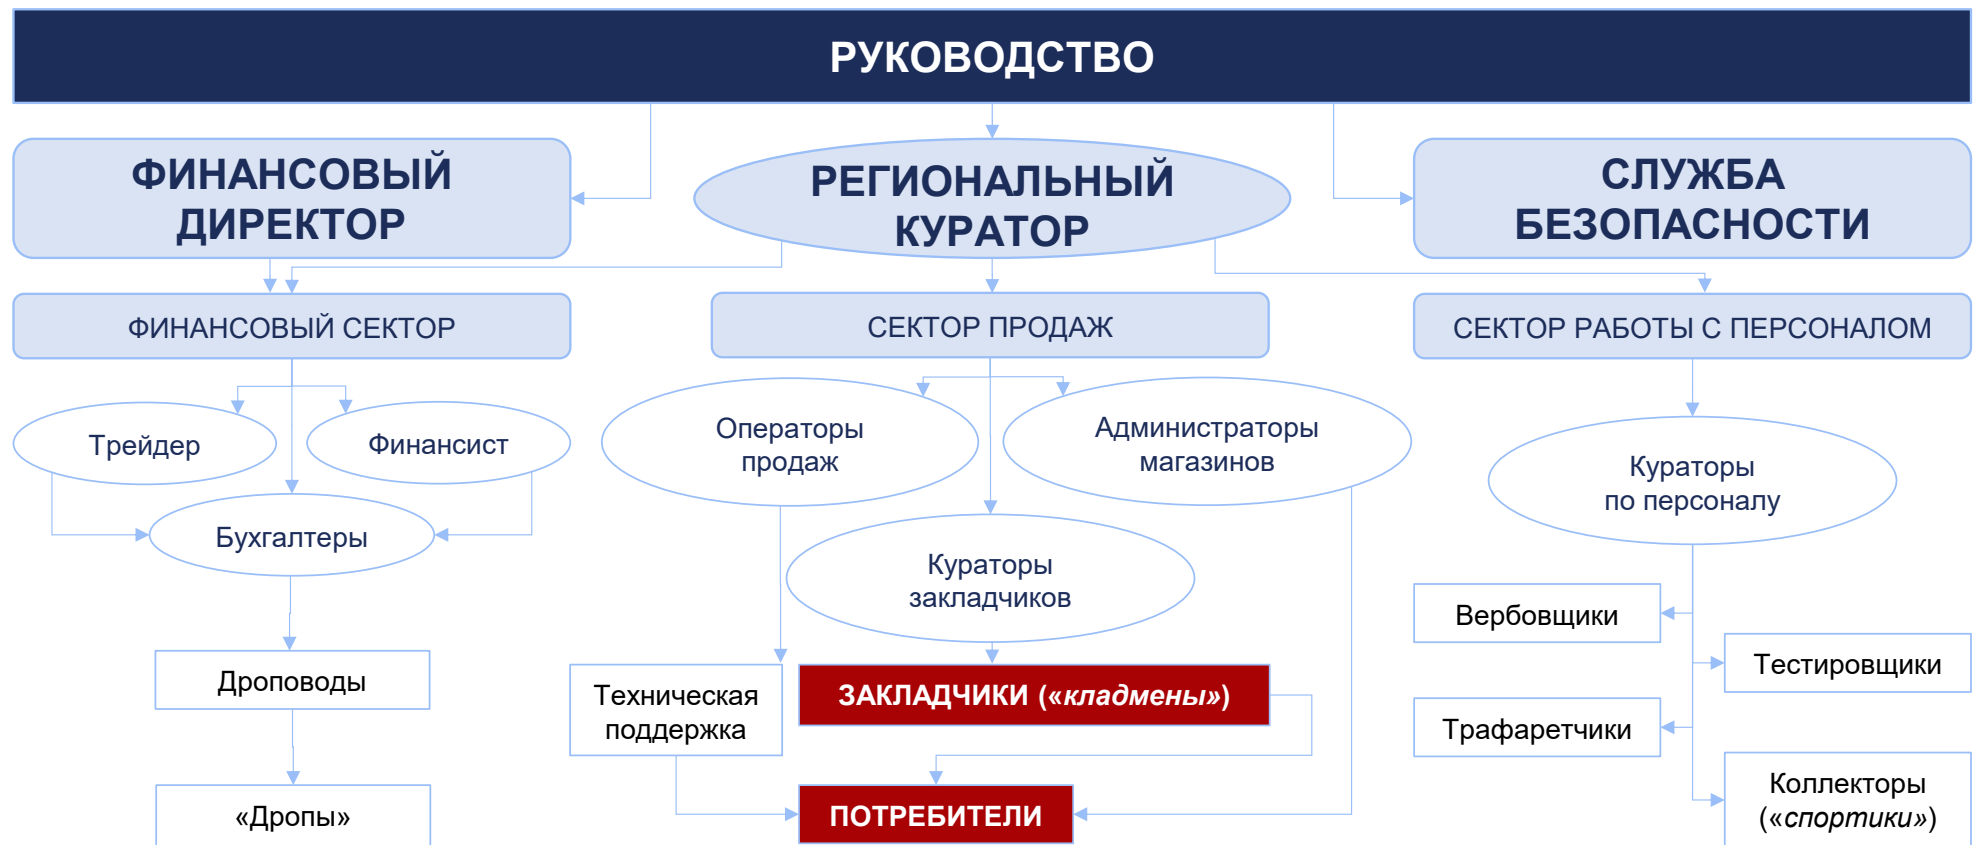 РУКОВОДСТВО
ФИНАНСОВЫЙ
ДИРЕКТОР
РЕГИОНАЛЬНЫЙ
КУРАТОР
СЛУЖБА
БЕЗОПАСНОСТИ
ФИНАНСОВЫЙ СЕКТОР
СЕКТОР ПРОДАЖ
СЕКТОР РАБОТЫ С ПЕРСОНАЛОМ
Трейдер
Финансист
Бухгалтеры
Дроповоды
«Дропы»
Операторы
продаж
Администраторы
магазинов
Кураторы
закладчиков
Техническая
поддержка
ЗАКЛАДЧИКИ («кладмены»)
ПОТРЕБИТЕЛИ
Кураторы
по персоналу
Вербовщики
Тестировщики
Трафаретчики
Коллекторы
(«спортики»)